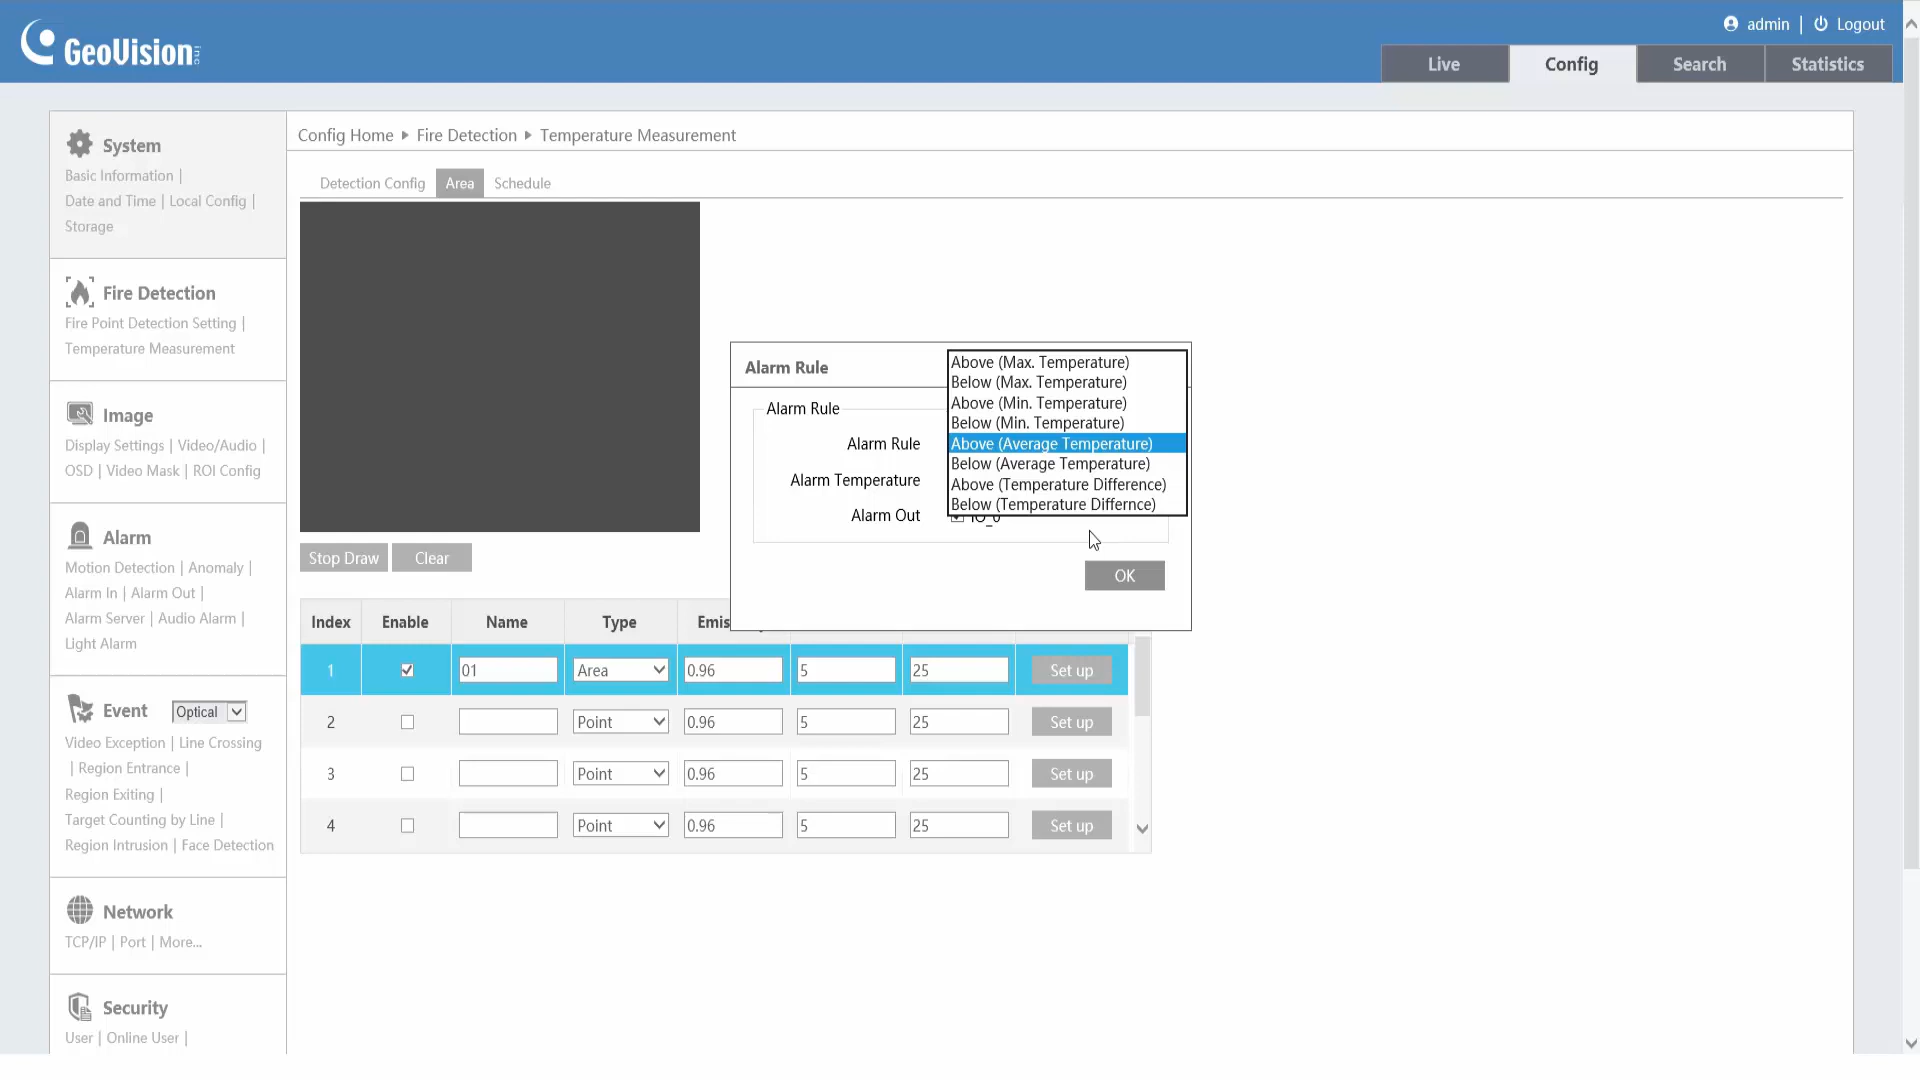 admin | Logout
GeoVision inc
Live Config Search Statistics
System
Basic Information |
Date and Time | Local Config |
Storage
Fire Detection
Fire Point Detection Setting |
Temperature Measurement
Image
Display Settings | Video/Audio |
OSD | Video Mask | ROI Config
Alarm
Motion Detection | Anomaly |
Alarm In | Alarm Out |
Alarm Server | Audio Alarm |
Light Alarm
Event Optical
Video Exception | Line Crossing
| Region Entrance |
Region Exiting |
Target Counting by Line |
Region Intrusion | Face Detection
Network
TCP/IP | Port | More...
Security
User | Online User |
Config Home Fire Detection Temperature Measurement
Detection Config Area Schedule
Stop Draw Clear
Alarm Rule
Alarm Rule
Alarm Rule
Alarm Temperature
Alarm Out IO_0
Above (Max. Temperature)
Below (Max. Temperature)
Above (Min. Temperature)
Below (Min. Temperature)
Above (Average Temperature)
Below (Average Temperature)
Above (Temperature Difference)
Below (Temperature Differnce)
OK
Index Enable Name Type Emis
1 01 Area 0.96 5 25 Set up
2 Point 0.96 5 25 Set up
3 Point 0.96 5 25 Set up
4 Point 0.96 5 25 Set up